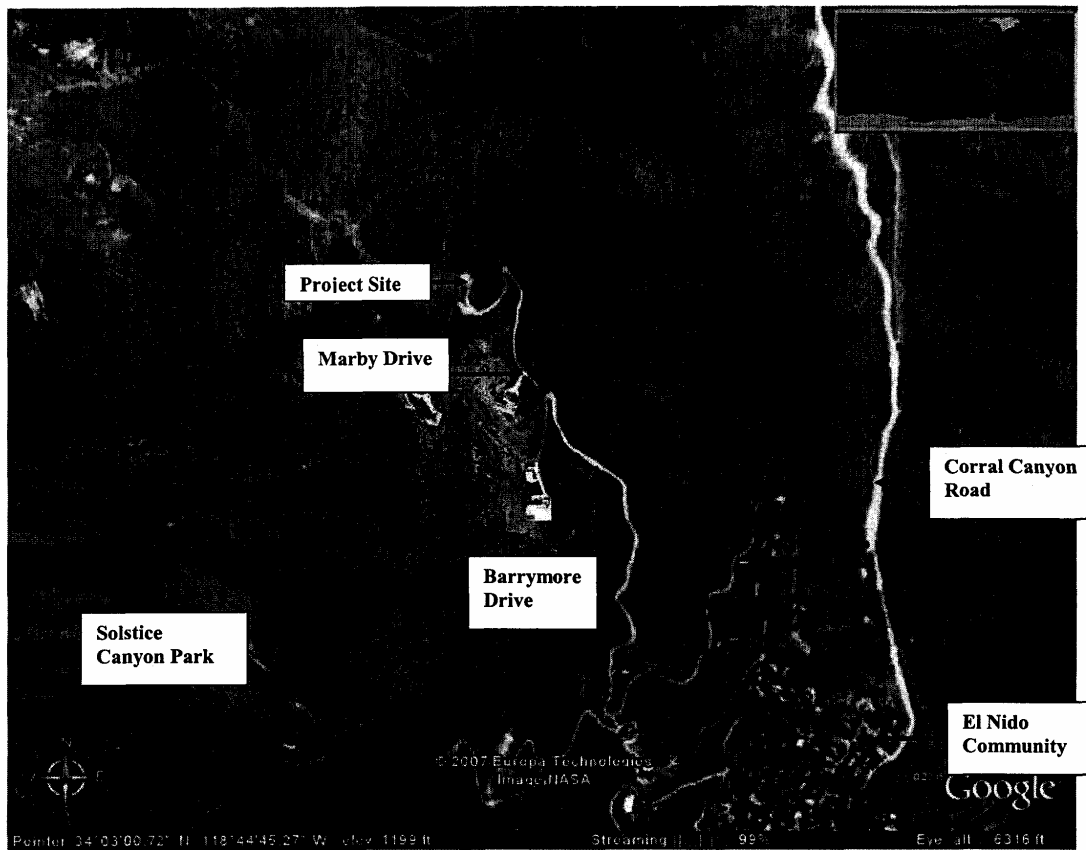 Project Site
Marby Drive
Corral Canyon
Road
Barrymore
Drive
Solstice
Canyon Park
El Nido
Community
© 2007 Europa Technologies
Image NASA
Google
Pointer 34°03'00.72" N 118°44'45.27" W elev 1199 ft
Streaming 99%
Eye alt 6316 ft